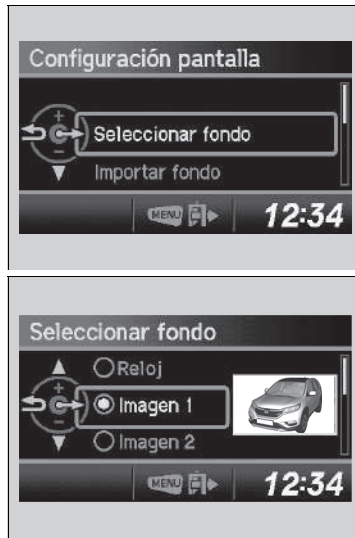 Configuración pantalla
Seleccionar fondo
Importar fondo
MENU
12:34
Seleccionar fondo
Reloj
Imagen 1
Imagen 2
MENU
12:34